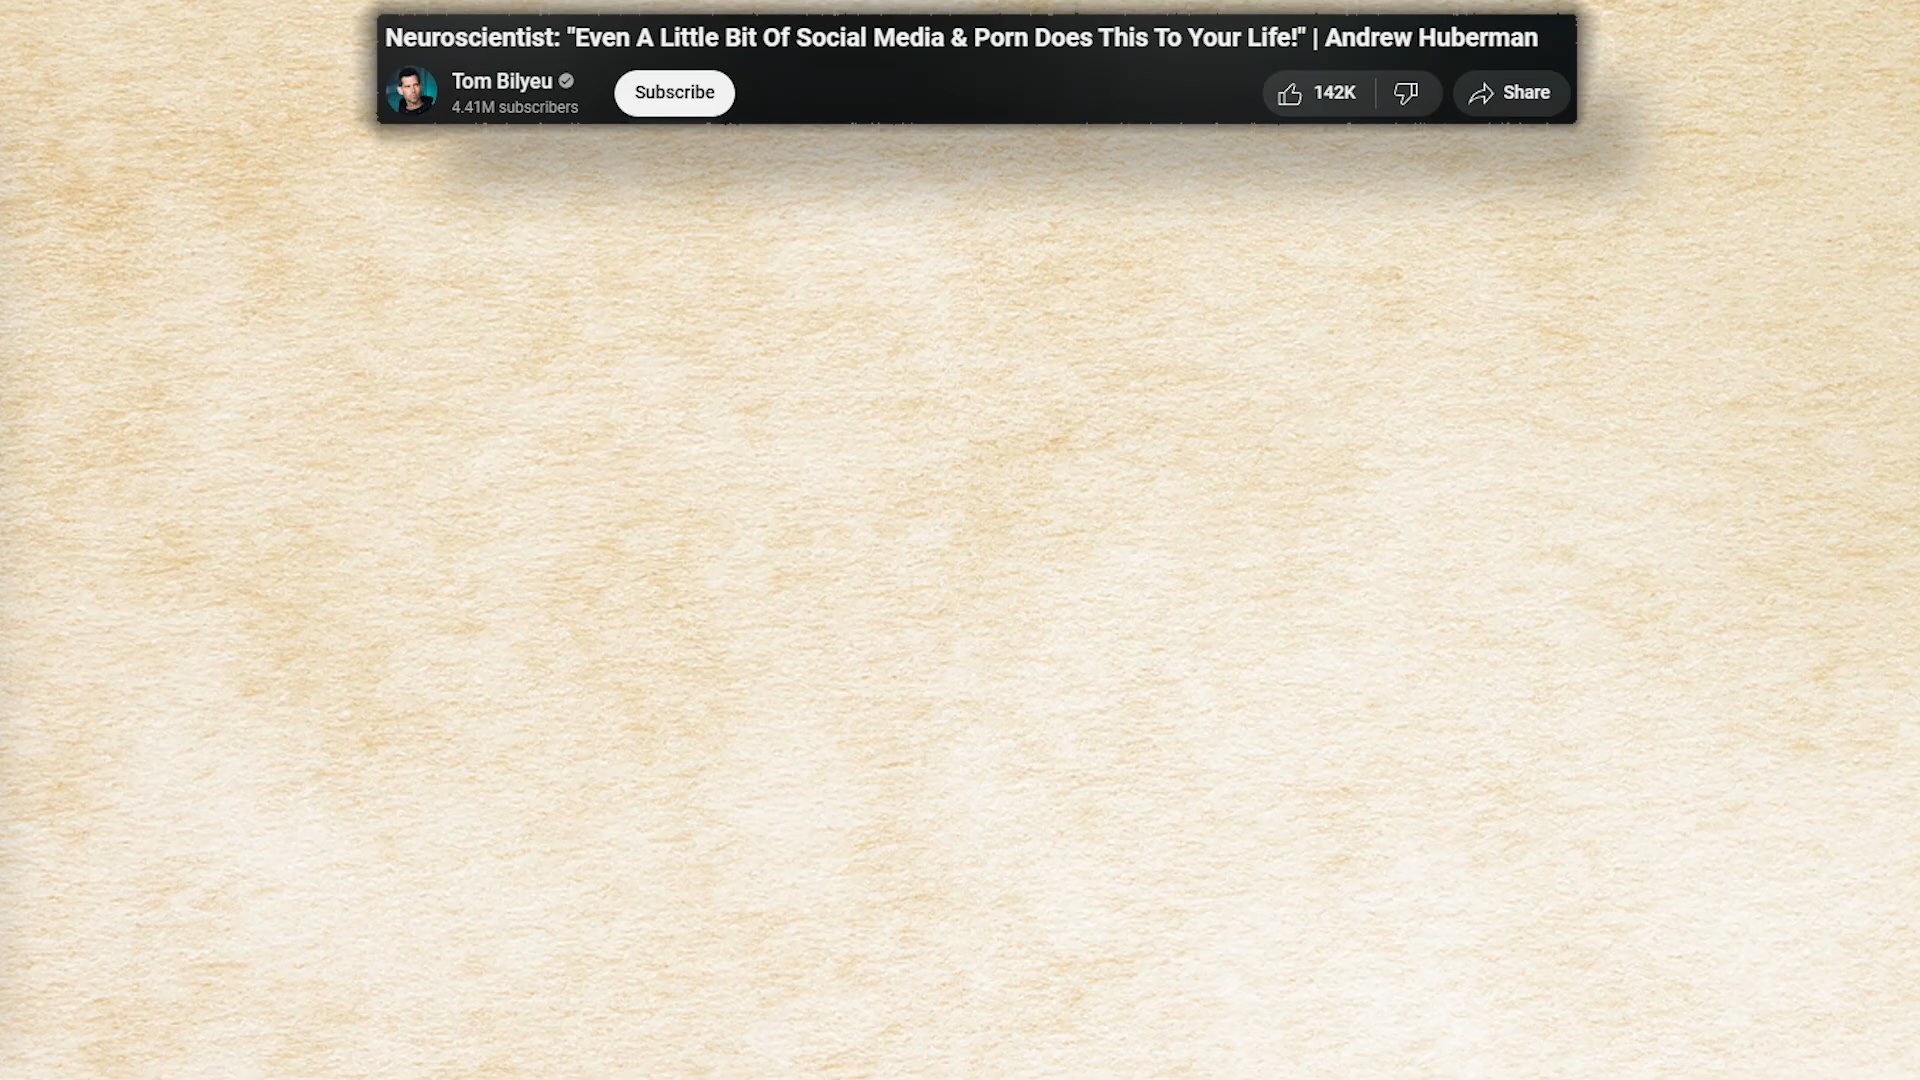 Neuroscientist: "Even A Little Bit Of Social Media & Porn Does This To Your Life!" | Andrew Huberman
Tom Bilyeu
4.41M subscribers
Subscribe
142K
Share